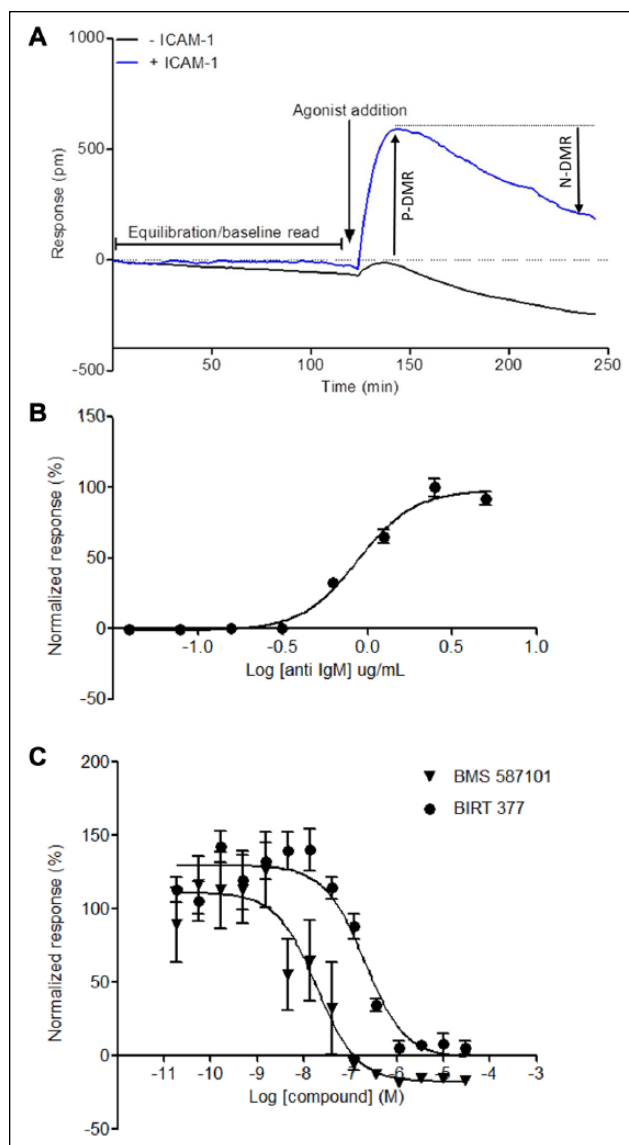 A
- ICAM-1
+ ICAM-1
1000
500
0
-500
Response (pm)
Agonist addition
Equilibration/baseline read
P-DMR
N-DMR
50
100
150
200
250
Time (min)
B
150
100
50
0
-50
Normalized response (%)
-1.0
-0.5
0.0
0.5
1.0
Log [anti IgM] ug/mL
C
BMS 587101
BIRT 377
200
150
100
50
0
-50
Normalized response (%)
-11
-10
-9
-8
-7
-6
-5
-4
-3
Log [compound] (M)